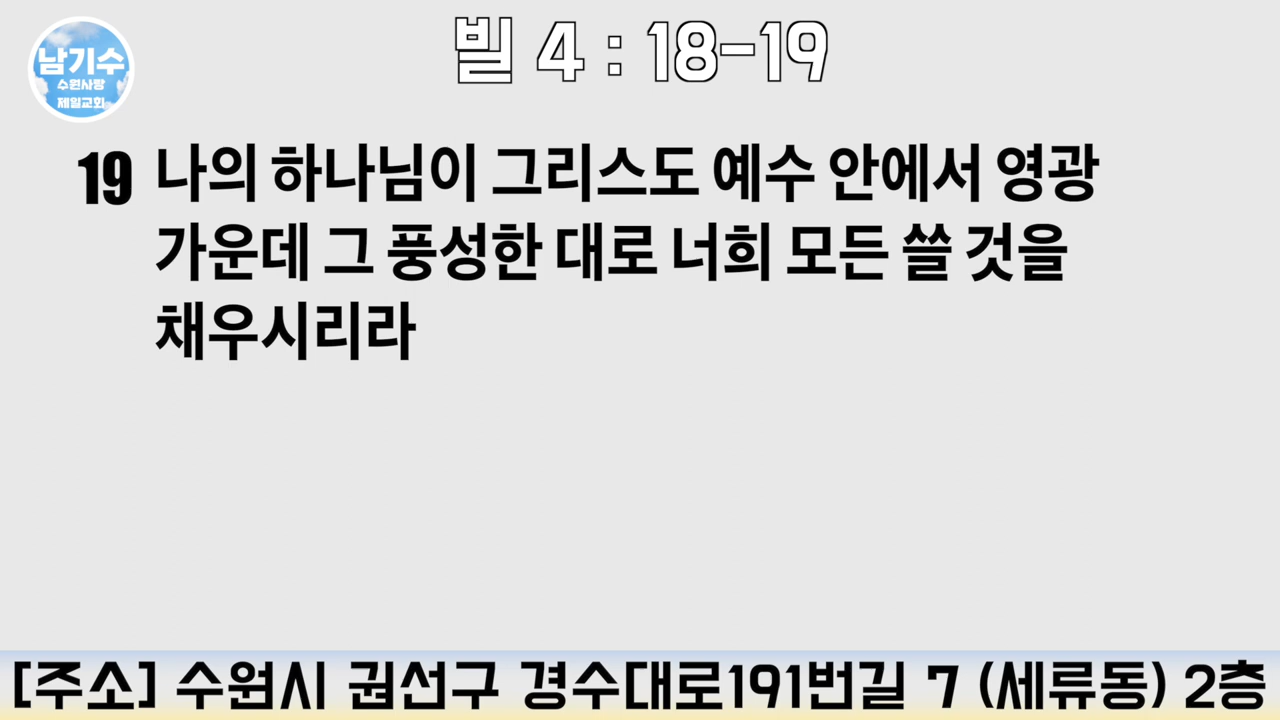 남기수
수원사랑
제일교회
빌 4 : 18-19
19 나의 하나님이 그리스도 예수 안에서 영광
가운데 그 풍성한 대로 너희 모든 쓸 것을
채우시리라
[주소] 수원시 권선구 경수대로191번길 7 (세류동) 2층